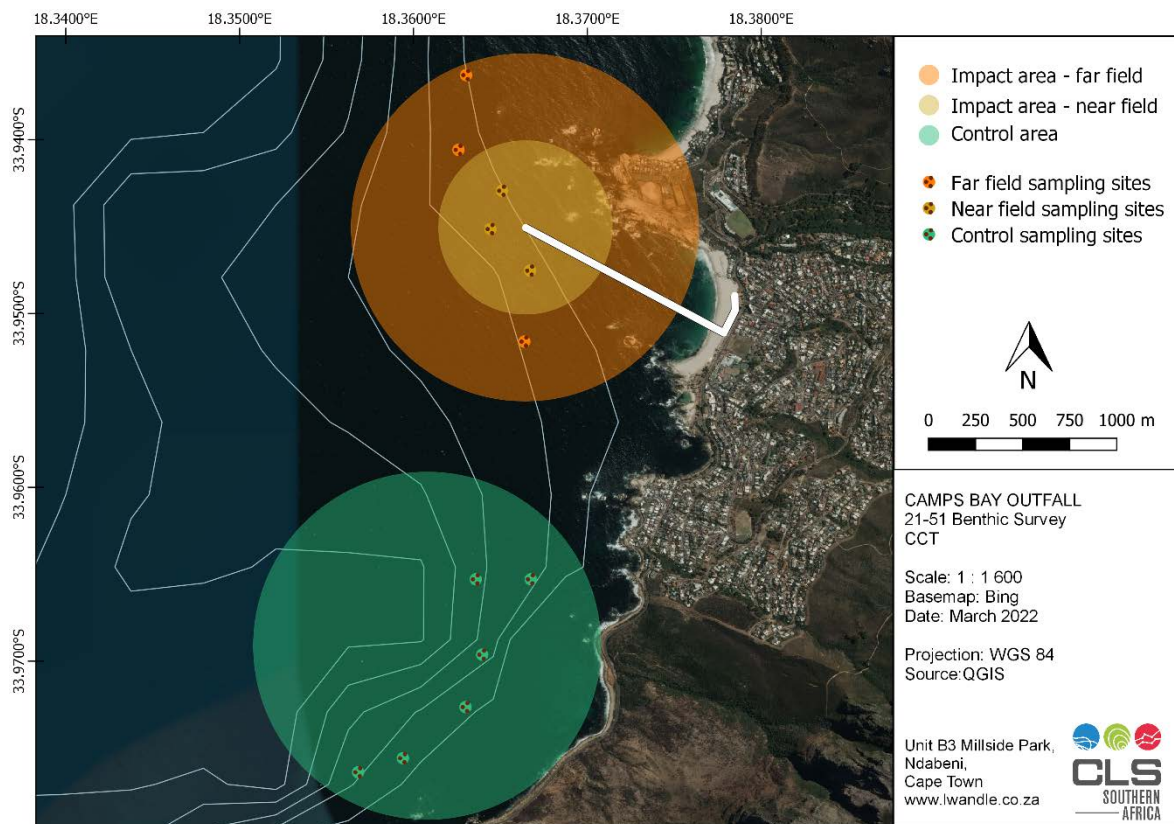 18.3400°S
18.3500°S
18.3600°S
18.3700°S
18.3800°S
33.9400°S
33.9500°S
33.9600°S
33.9700°S
Impact area - far field
Impact area - near field
Control area
Far field sampling sites
Near field sampling sites
Control sampling sites
N
0 250 500 750 1000 m
CAMPS BAY OUTFALL
21-51 Benthic Survey
CCT
Scale: 1 : 1 600
Basemap: Bing
Date: March 2022
Projection: WGS 84
Source:QGIS
Unit B3 Millside Park,
Ndabeni,
Cape Town
www.lwandle.co.za
CLS
SOUTHERN
AFRICA